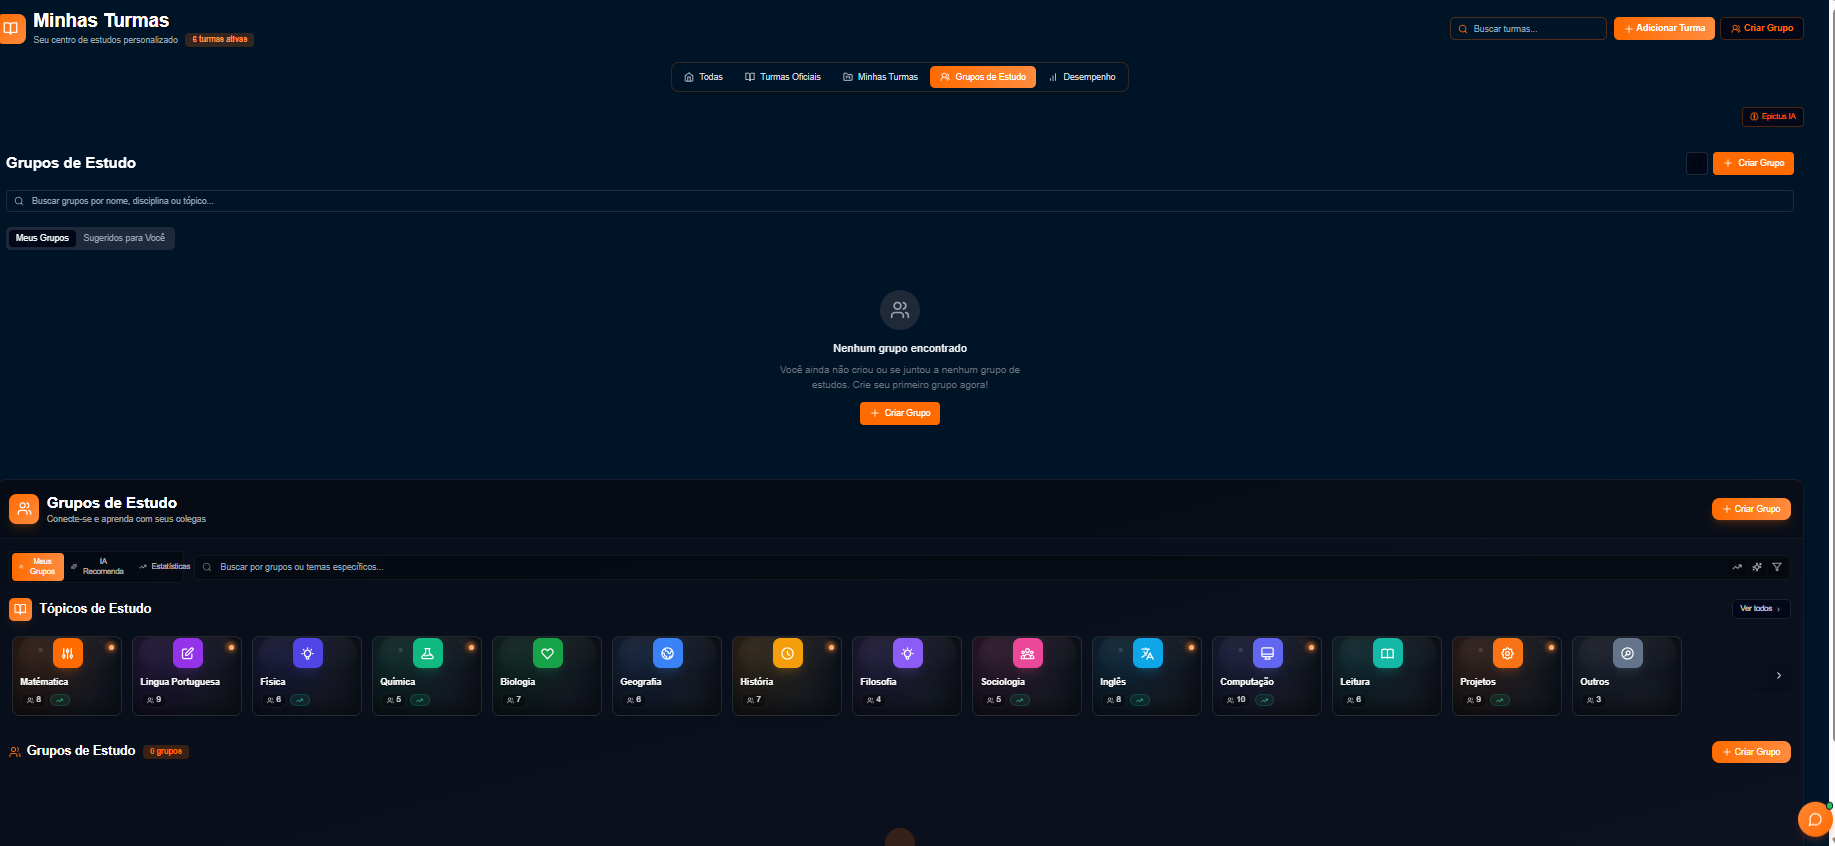 Minhas Turmas
Seu centro de estudos personalizado
6 turmas ativas
Buscar turmas...
Adicionar Turma
Criar Grupo
Todas
Turmas Oficiais
Minhas Turmas
Grupos de Estudo
Desempenho
Epictus IA
Grupos de Estudo
Criar Grupo
Buscar grupos por nome, disciplina ou tópico...
Meus Grupos
Sugeridos para Você
Nenhum grupo encontrado
Você ainda não criou ou se juntou a nenhum grupo de
estudos. Crie seu primeiro grupo agora!
Criar Grupo
Grupos de Estudo
Conecte-se e aprenda com seus colegas
Criar Grupo
Meus
Grupos
IA
Recomenda
Estatísticas
Buscar por grupos ou temas específicos...
Tópicos de Estudo
Ver todos
Matématica
8
Lingua Portuguesa
9
Física
6
Química
5
Biologia
7
Geografia
6
História
7
Filosofia
4
Sociologia
5
Inglês
8
Computação
10
Leitura
6
Projetos
9
Outros
3
Grupos de Estudo
0 grupos
Criar Grupo